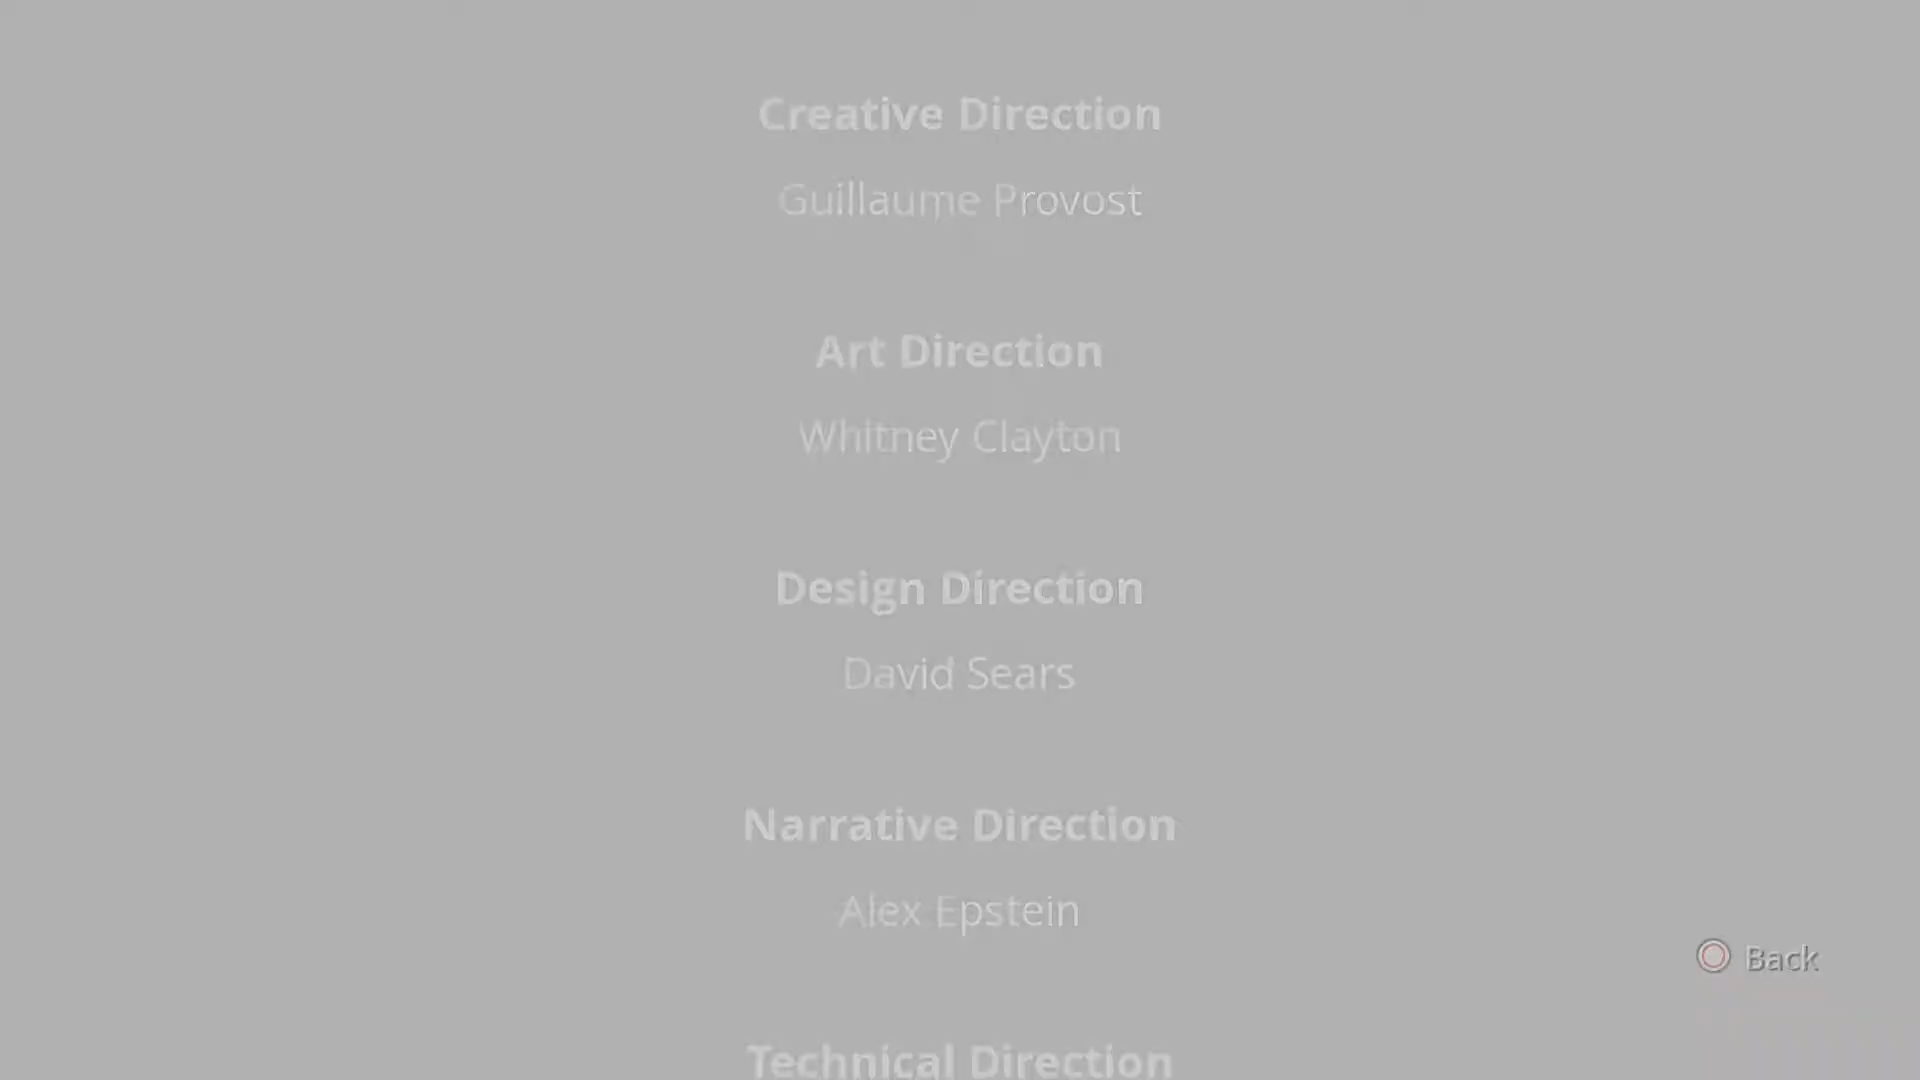 Creative Direction
Guillaume Provost
Art Direction
Whitney Clayton
Design Direction
David Sears
Narrative Direction
Alex Epstein
Back
Technical Direction